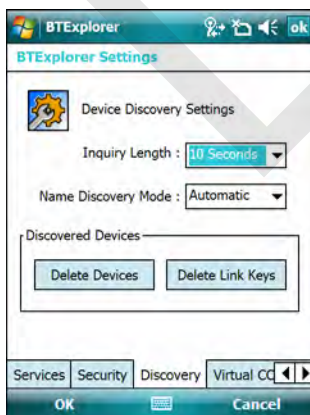 BTExplorer ok
BTExplorer Settings
Device Discovery Settings
Inquiry Length : 10 Seconds
Name Discovery Mode : Automatic
Discovered Devices
Delete Devices Delete Link Keys
Services Security Discovery Virtual CO
OK Cancel